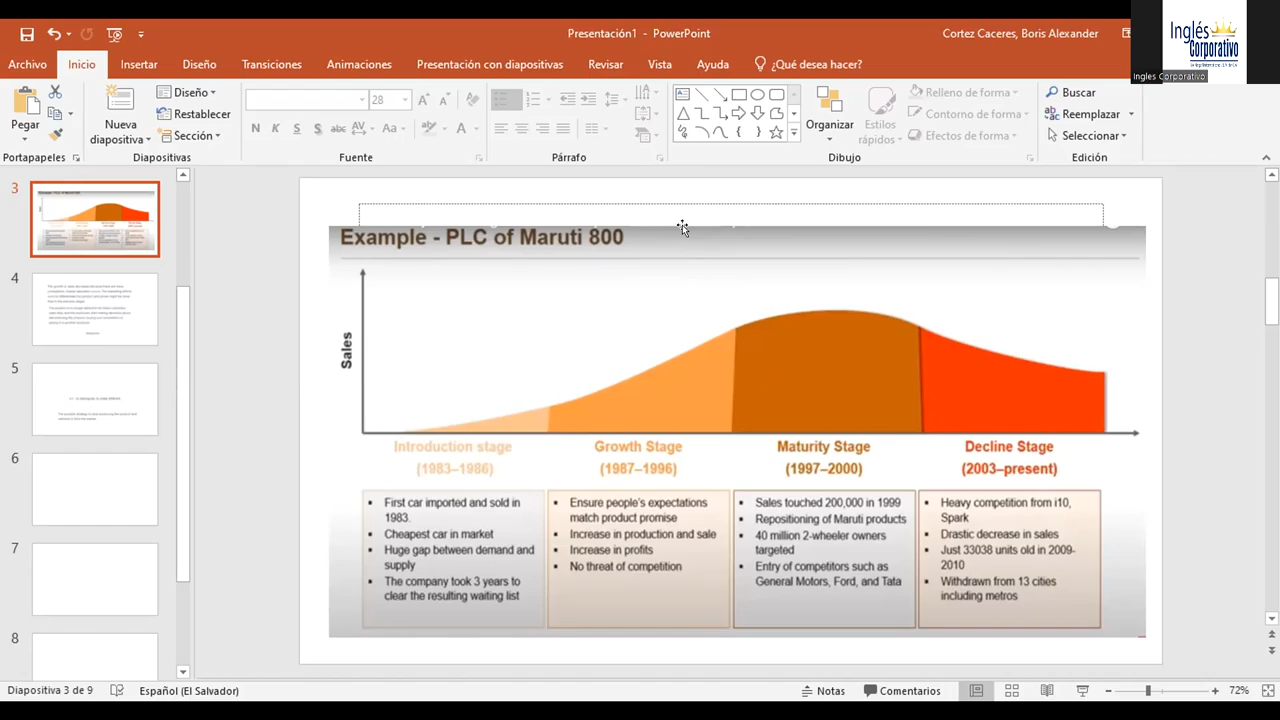 Presentación1 - PowerPoint
Cortez Caceres, Boris Alexander
Inglés
Corporativo
Ingles Corporativo
Archivo
Inicio
Insertar
Diseño
Transiciones
Animaciones
Presentación con diapositivas
Revisar
Vista
Ayuda
¿Qué desea hacer?
Pegar
Nueva
diapositiva
Diseño
Restablecer
Sección
28
N K S S abc AV Aa A
Organizar
Estilos
rápidos
Relleno de forma
Contorno de forma
Efectos de forma
Buscar
Reemplazar
Seleccionar
Portapapeles
Diapositivas
Fuente
Párrafo
Dibujo
Edición
3
4
5
6
7
8
Example - PLC of Maruti 800
Sales
Introduction stage
(1983–1986)
Growth Stage
(1987–1996)
Maturity Stage
(1997–2000)
Decline Stage
(2003–present)
First car imported and sold in
1983.
Cheapest car in market
Huge gap between demand and
supply
The company took 3 years to
clear the resulting waiting list
Ensure people's expectations
match product promise
Increase in production and sale
Increase in profits
No threat of competition
Sales touched 200,000 in 1999
Repositioning of Maruti products
40 million 2-wheeler owners
targeted
Entry of competitors such as
General Motors, Ford, and Tata
Heavy competition from i10,
Spark
Drastic decrease in sales
Just 33038 units old in 2009-
2010
Withdrawn from 13 cities
including metros
Diapositiva 3 de 9
Español (El Salvador)
Notas
Comentarios
72%